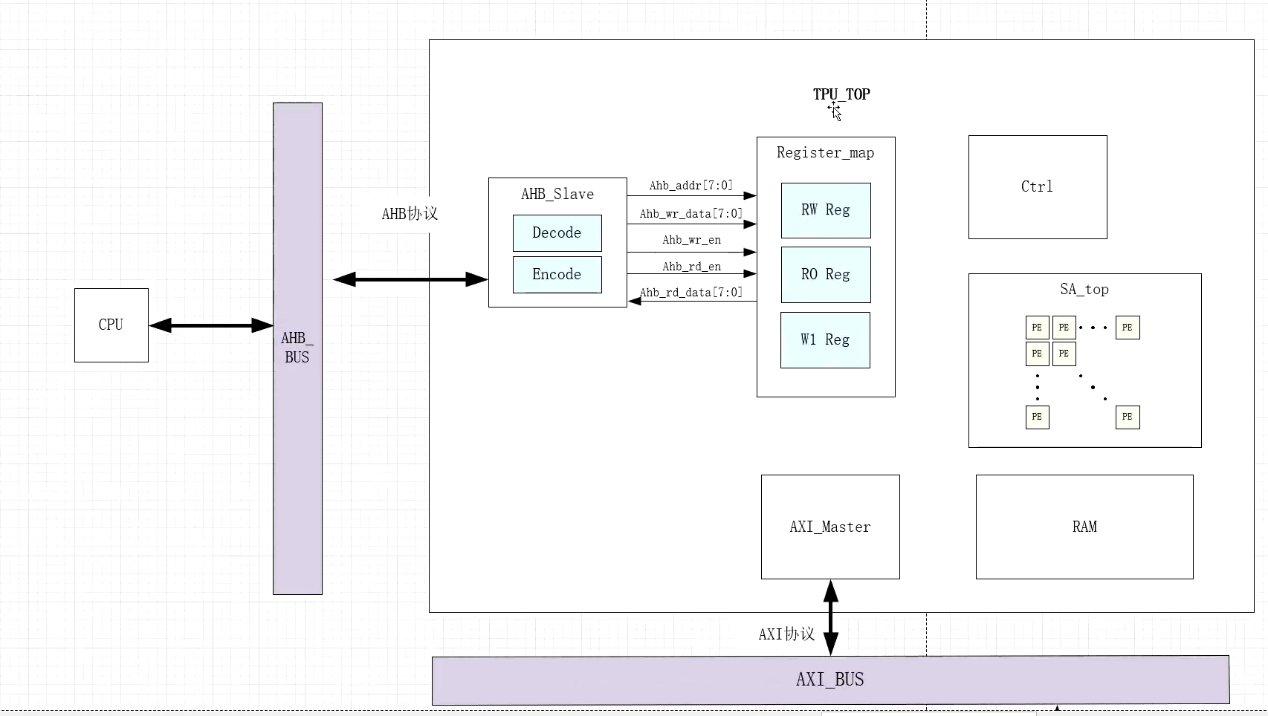 TPU_TOP
Register_map
RW Reg
RO Reg
W1 Reg
Ctrl
AHB_Slave
Decode
Encode
Ahb_addr[7:0]
Ahb_wr_data[7:0]
Ahb_wr_en
Ahb_rd_en
Ahb_rd_data[7:0]
AHB协议
CPU
AHB_
BUS
SA_top
PE PE PE
PE PE
PE PE
AXI_Master
RAM
AXI协议
AXI_BUS